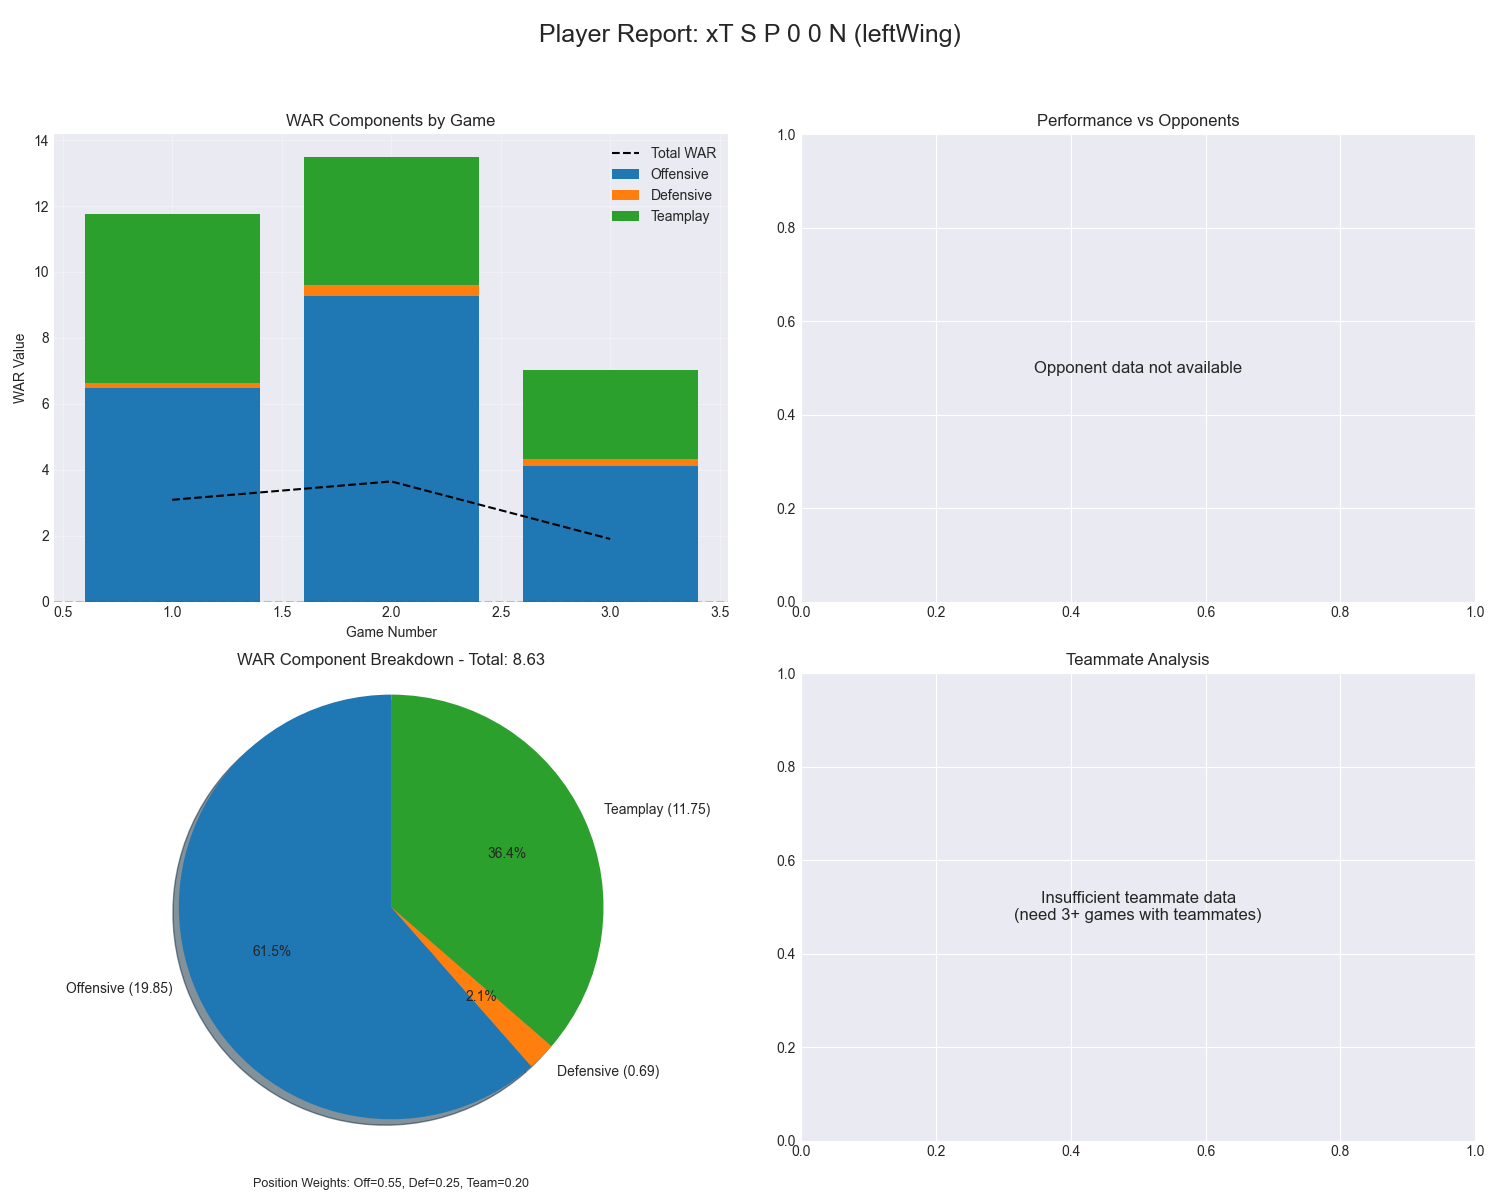 Player Report: xT S P 0 0 N (leftWing)
WAR Components by Game
14
12
10
8
6
4
2
0
WAR Value
0.5 1.0 1.5 2.0 2.5 3.0 3.5
Game Number
Total WAR
Offensive
Defensive
Teamplay
Performance vs Opponents
1.0
0.8
0.6
0.4
0.2
0.0
Opponent data not available
0.0 0.2 0.4 0.6 0.8 1.0
WAR Component Breakdown - Total: 8.63
Teamplay (11.75)
36.4%
61.5%
Offensive (19.85)
2.1%
Defensive (0.69)
Position Weights: Off=0.55, Def=0.25, Team=0.20
Teammate Analysis
1.0
0.8
0.6
0.4
0.2
0.0
Insufficient teammate data
(need 3+ games with teammates)
0.0 0.2 0.4 0.6 0.8 1.0